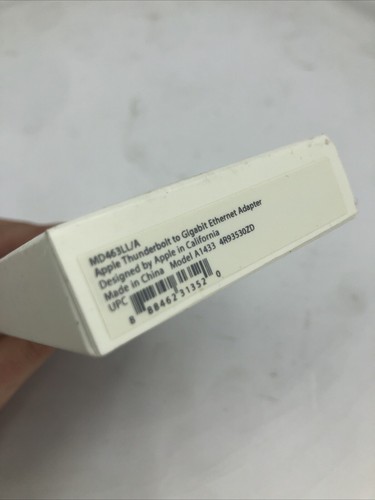 MD463LL/A
Apple Thunderbolt to Gigabit Ethernet Adapter
Designed by Apple in California
Made in China Model A1433 4R93530ZD
UPC
8 88462 31352 0